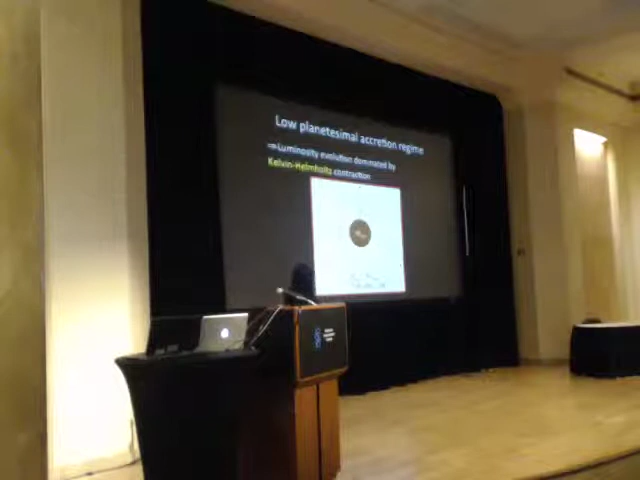 Low planetesimal accretion regime
⇒Luminosity evolution dominated by
Kelvin-Helmholtz contraction